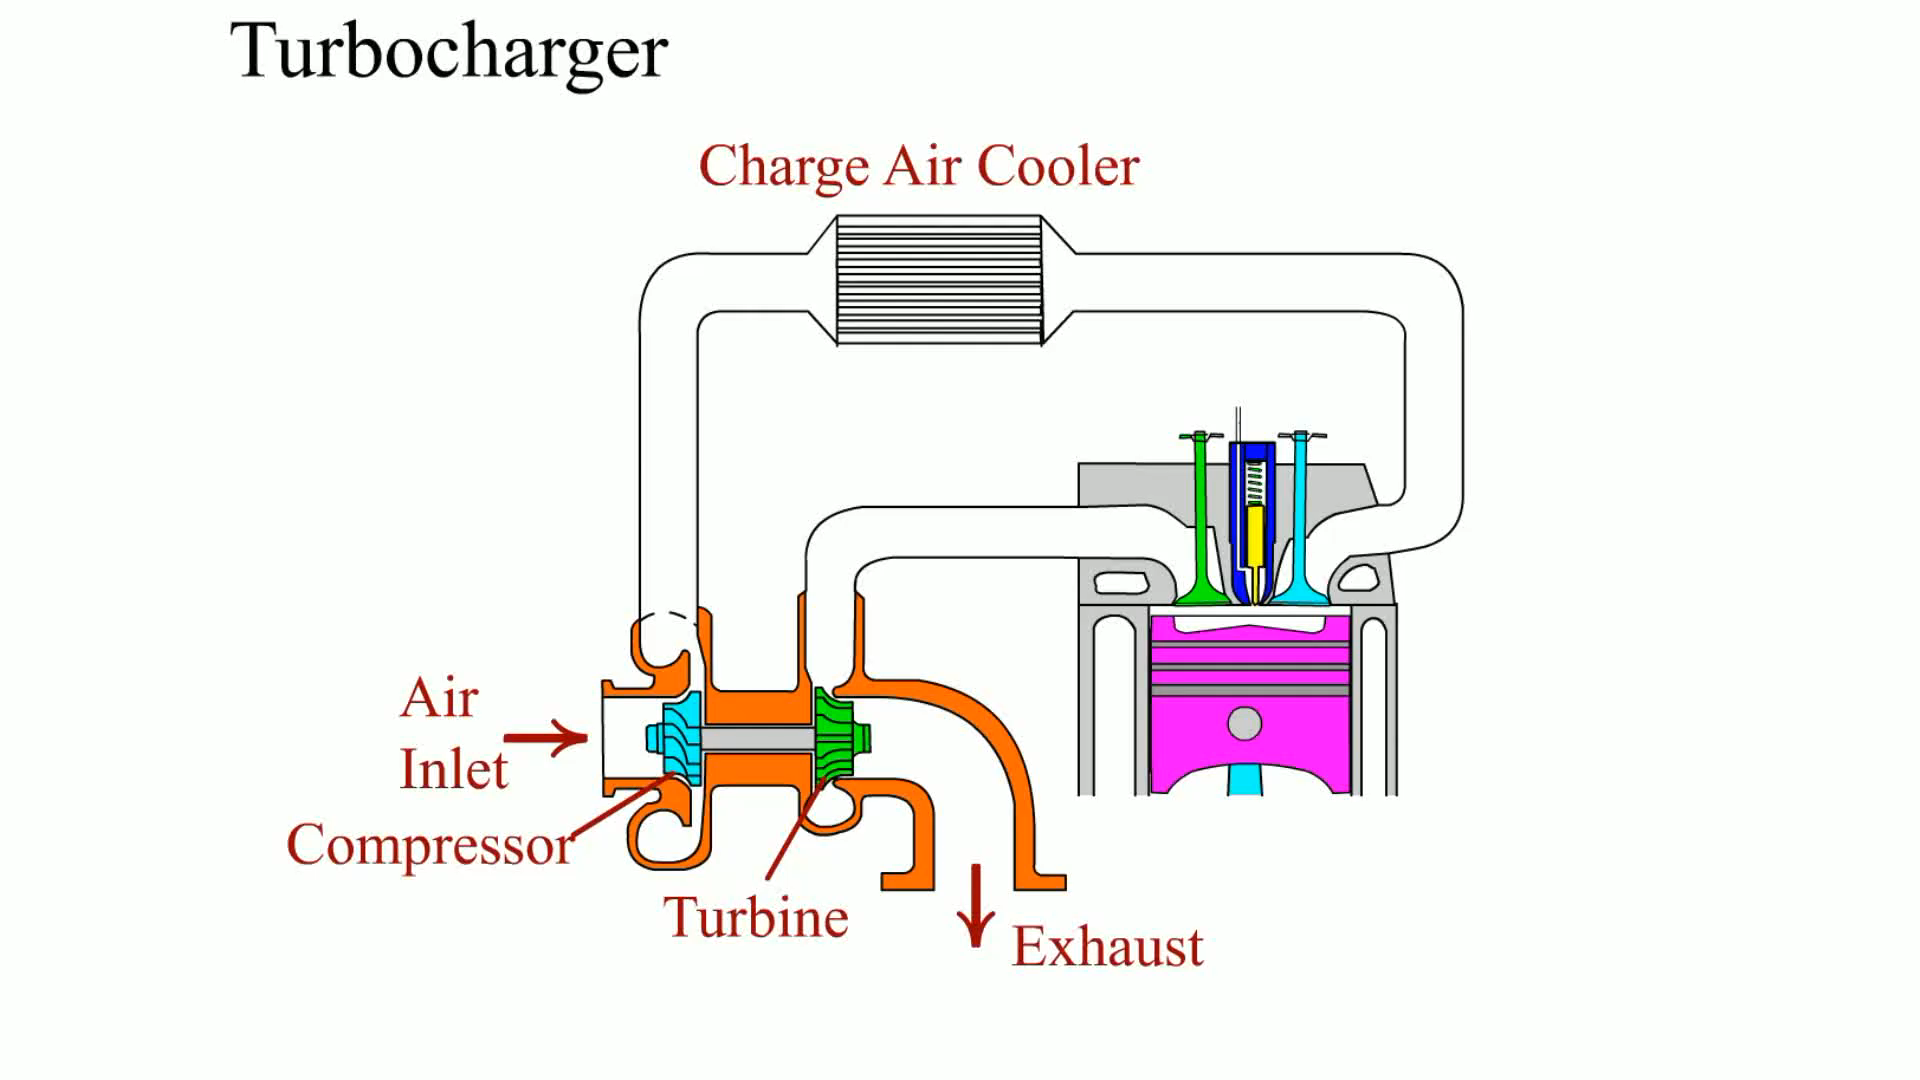 Turbocharger
Charge Air Cooler
Air
Inlet
Compressor
Turbine
Exhaust